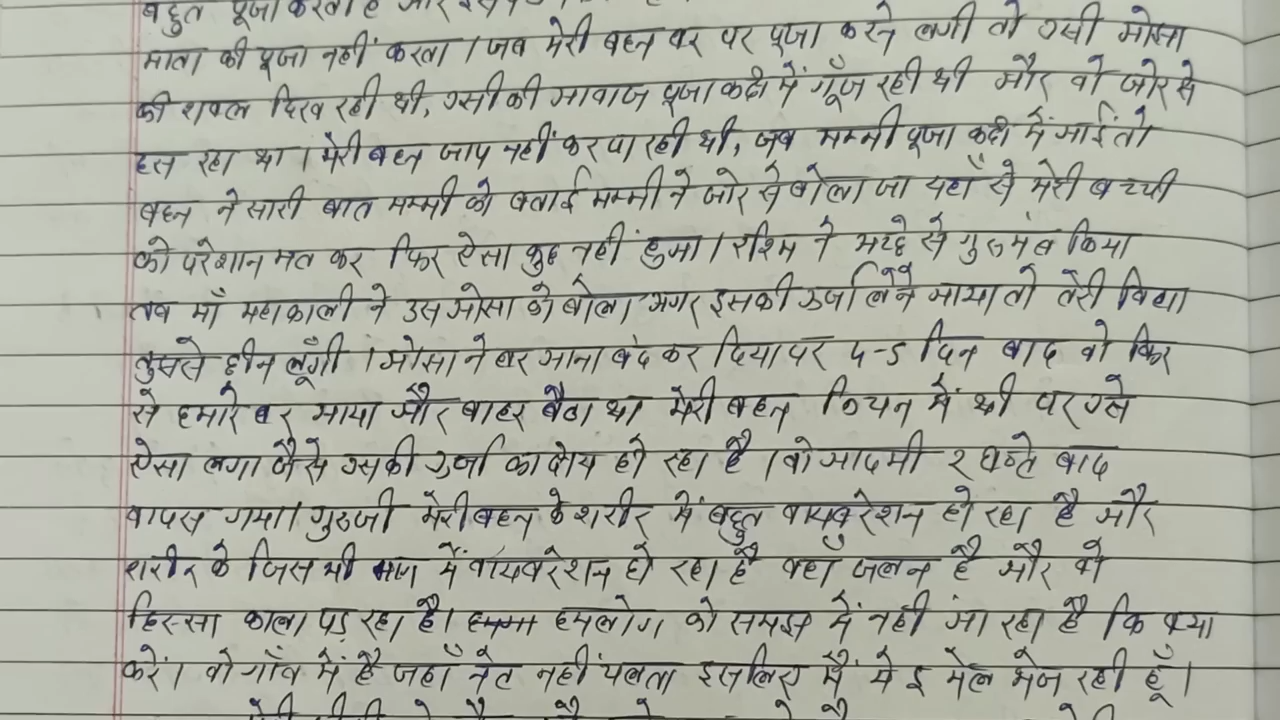 बहुत पूजा करता है और
माता की पूजा नहीं करता । जब मेरी बहन घर पर पूजा करने लगी तो उसी मोसा
की शक्ल दिख रही थी, उसी की आवाज पूजा कक्ष में गूँज रही थी और वो जोर से
हस रहा था । मेरी बहन जाप नहीं कर पा रही थी, जब मम्मी पूजा कक्ष में आई तो
बहन ने सारी बात मम्मी को बताई मम्मी ने जोर से बोला जा यहाँ से मेरी बच्ची
को परेशान मत कर फिर ऐसा कुछ नहीं हुआ । रश्मि ने अच्छे से गुरुमंत्र किया
तब माँ महाकाली ने उस मोसा को बोला अगर इसकी उर्जा लेने आया तो तेरी विद्या
तुझसे छीन लूँगी । मोसा ने घर आना बंद कर दिया पर 4-5 दिन बाद वो फिर
से हमारे घर आया और बाहर बैठा था मेरी बहन किचन में थी पर उसे
ऐसा लगा जैसे उसकी उर्जा का क्षय हो रहा है । वो आदमी 2 घण्टे बाद
वापस गया । गुरुजी मेरी बहन के शरीर में बहुत वायबुरेशन हो रहा है और
शरीर के जिस भी भाग में वायबरेशन हो रहा है वहाँ जलन है और वो
हिस्सा काला पड़ रहा है । हमलोग को समझ में नहीं आ रहा है कि क्या
करें । वो गाँव में है जहाँ नेट नहीं चलता इसलिए मैं ये ई मेल भेज रही हूँ ।